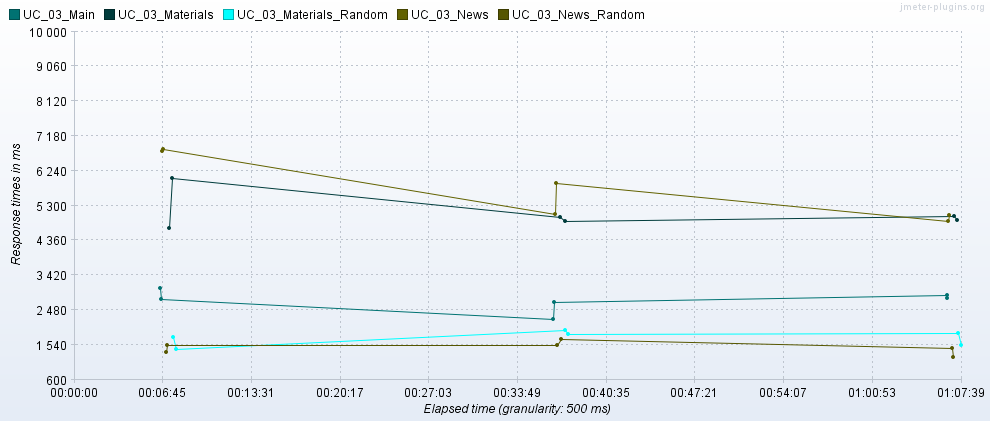 UC_03_Main UC_03_Materials UC_03_Materials_Random UC_03_News UC_03_News_Random
jmeter-plugins.org
10 000
9 060
8 120
7 180
6 240
5 300
4 360
3 420
2 480
1 540
600
Response times in ms
00:00:00 00:06:45 00:13:31 00:20:17 00:27:03 00:33:49 00:40:35 00:47:21 00:54:07 01:00:53 01:07:39
Elapsed time (granularity: 500 ms)